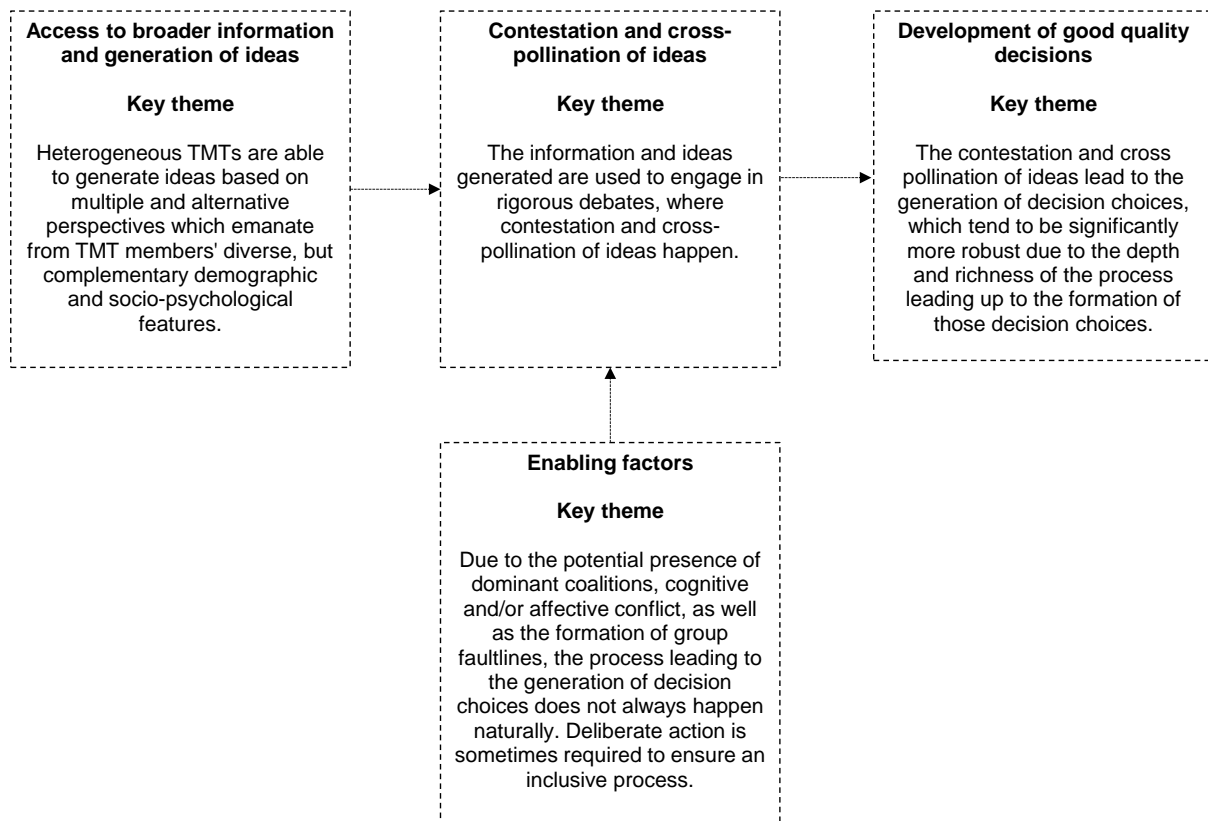 Access to broader information
and generation of ideas
Key theme
Heterogeneous TMTs are able
to generate ideas based on
multiple and alternative
perspectives which emanate
from TMT members' diverse, but
complementary demographic
and socio-psychological
features.
Contestation and cross-
pollination of ideas
Key theme
The information and ideas
generated are used to engage in
rigorous debates, where
contestation and cross-
pollination of ideas happen.
Development of good quality
decisions
Key theme
The contestation and cross
pollination of ideas lead to the
generation of decision choices,
which tend to be significantly
more robust due to the depth
and richness of the process
leading up to the formation of
those decision choices.
Enabling factors
Key theme
Due to the potential presence of
dominant coalitions, cognitive
and/or affective conflict, as well
as the formation of group
faultlines, the process leading to
the generation of decision
choices does not always happen
naturally. Deliberate action is
sometimes required to ensure an
inclusive process.